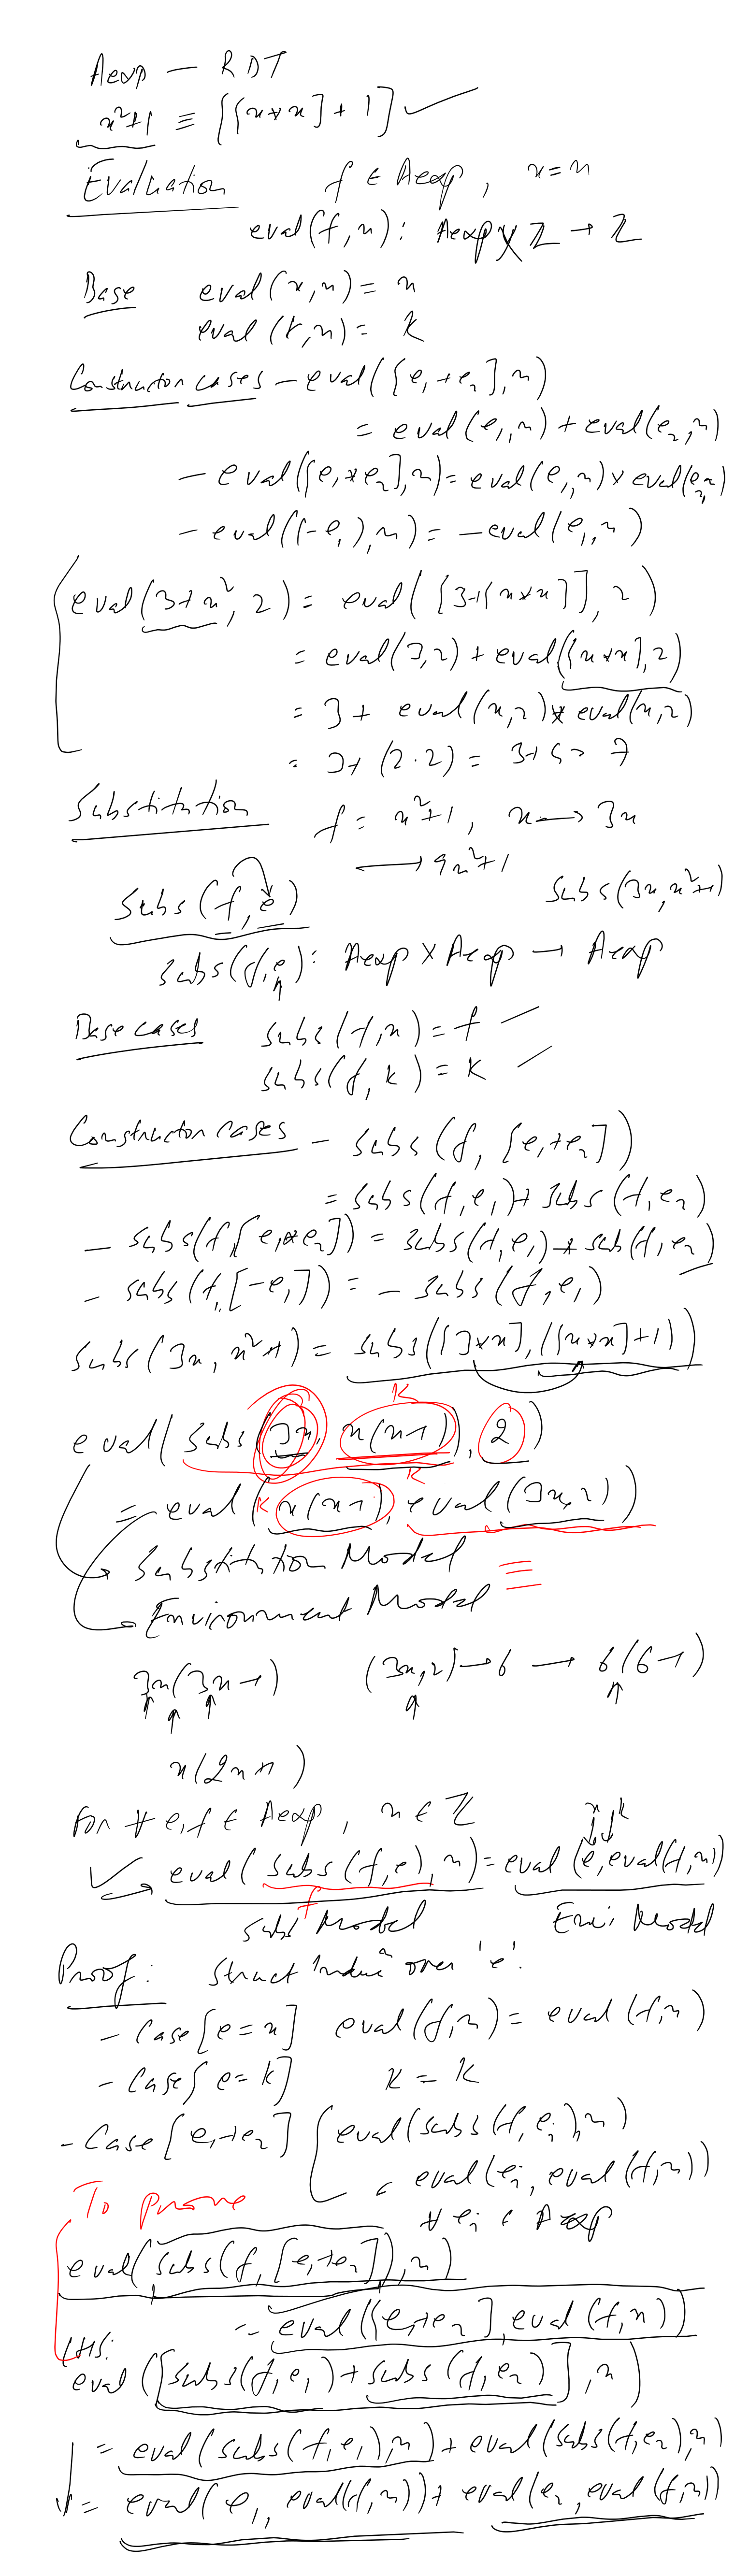 Aexp — RDT
x²+1 ≡ [[x*x]+1] ✓
Evaluation f ∈ Aexp, x=n
eval(f,n): Aexp × ℤ → ℤ
Base eval(x,n) = n
eval(k,n) = k
Constructor cases – eval([e₁+e₂],n)
= eval(e₁,n) + eval(e₂,n)
– eval([e₁*e₂],n) = eval(e₁,n) × eval(e₂,n)
– eval([-e₁],n) = –eval(e₁,n)
eval(3+x², 2) = eval([3+[x*x]], 2)
= eval(3,2) + eval([x*x],2)
= 3 + eval(x,2) * eval(x,2)
= 3+(2·2) = 3+4 = 7
Substitution f = x²+1, x → 3x
→ 9x²+1
subs(3x, x²+1)
subs(f,e)
subs(f,e): Aexp × Aexp → Aexp
Base cases subs(f,x) = f
subs(f,k) = k
Constructor cases – subs(f, [e₁+e₂])
= subs(f,e₁) + subs(f,e₂)
– subs(f,[e₁*e₂]) = subs(f,e₁) * sub(f,e₂)
– subs(f,[-e₁]) = – subs(f,e₁)
subs(3x, x²+1) = subs([3*x],[[x*x]+1])
k
eval(subs(3x, x(x-1)), 2)
k
= eval(k x(x-1), eval(3x,2))
Substitution Model
Environment Model =
3x(3x-1) (3x,2) → 6 → 6(6-1)
x(2x+1)
For ∀ e,f ∈ Aexp, n ∈ ℤ
x k
eval(subs(f,e),n) = eval(e,eval(f,n))
Subs Model Envi. Model
Proof: Struct Induⁿ over 'e'.
– Case [e=x] eval(f,n) = eval(f,n)
– Case [e=k] k = k
– Case [e₁+e₂] eval(subs(f,eᵢ),n)
= eval(eᵢ, eval(f,n))
∀ eᵢ ∈ Aexp
To prove
eval(subs(f,[e₁+e₂]),n)
= eval([e₁+e₂], eval(f,n))
LHS:
eval([subs(f,e₁) + subs(f,e₂)],n)
= eval(subs(f,e₁),n) + eval(subs(f,e₂),n)
= eval(e₁, eval(f,n)) + eval(e₂, eval(f,n))